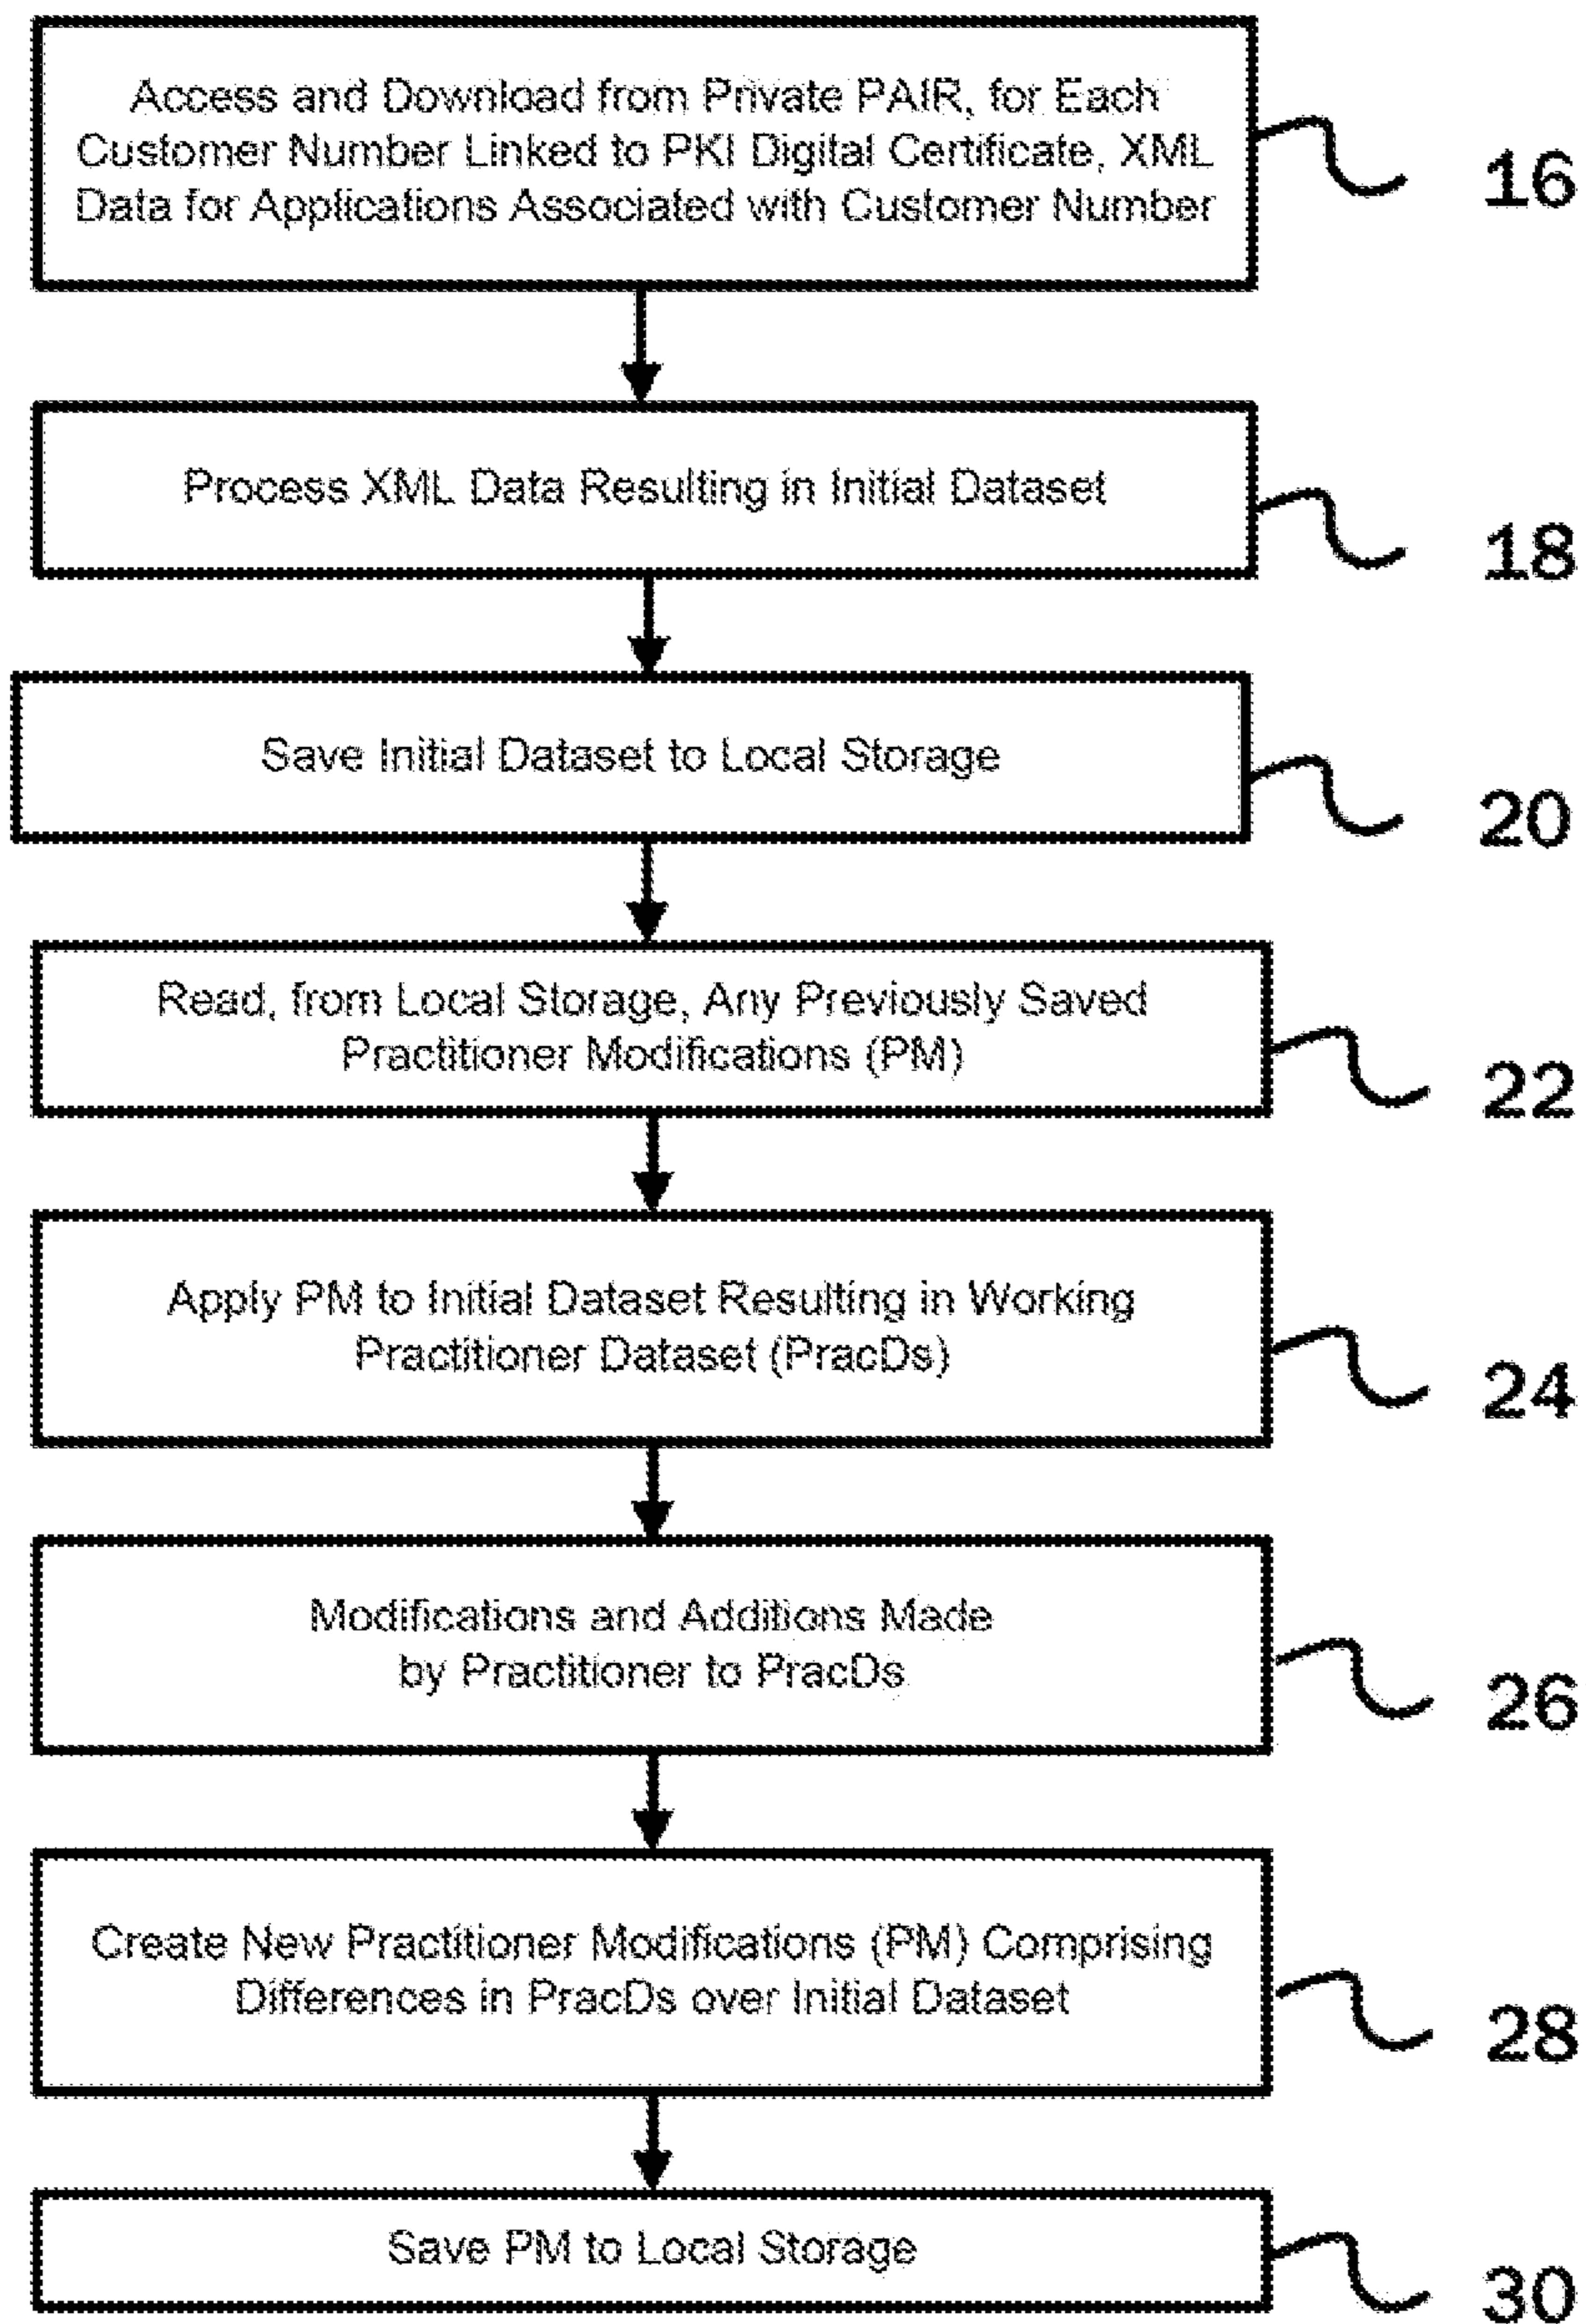 Access and Download from Private PAIR, for Each
Customer Number Linked to PKI Digital Certificate, XML
Data for Applications Associated with Customer Number
16
Process XML Data Resulting in Initial Dataset
18
Save Initial Dataset to Local Storage
20
Read, from Local Storage, Any Previously Saved
Practitioner Modifications (PM)
22
Apply PM to Initial Dataset Resulting in Working
Practitioner Dataset (PracDs)
24
Modifications and Additions Made
by Practitioner to PracDs
26
Create New Practitioner Modifications (PM) Comprising
Differences in PracDs over Initial Dataset
28
Save PM to Local Storage
30